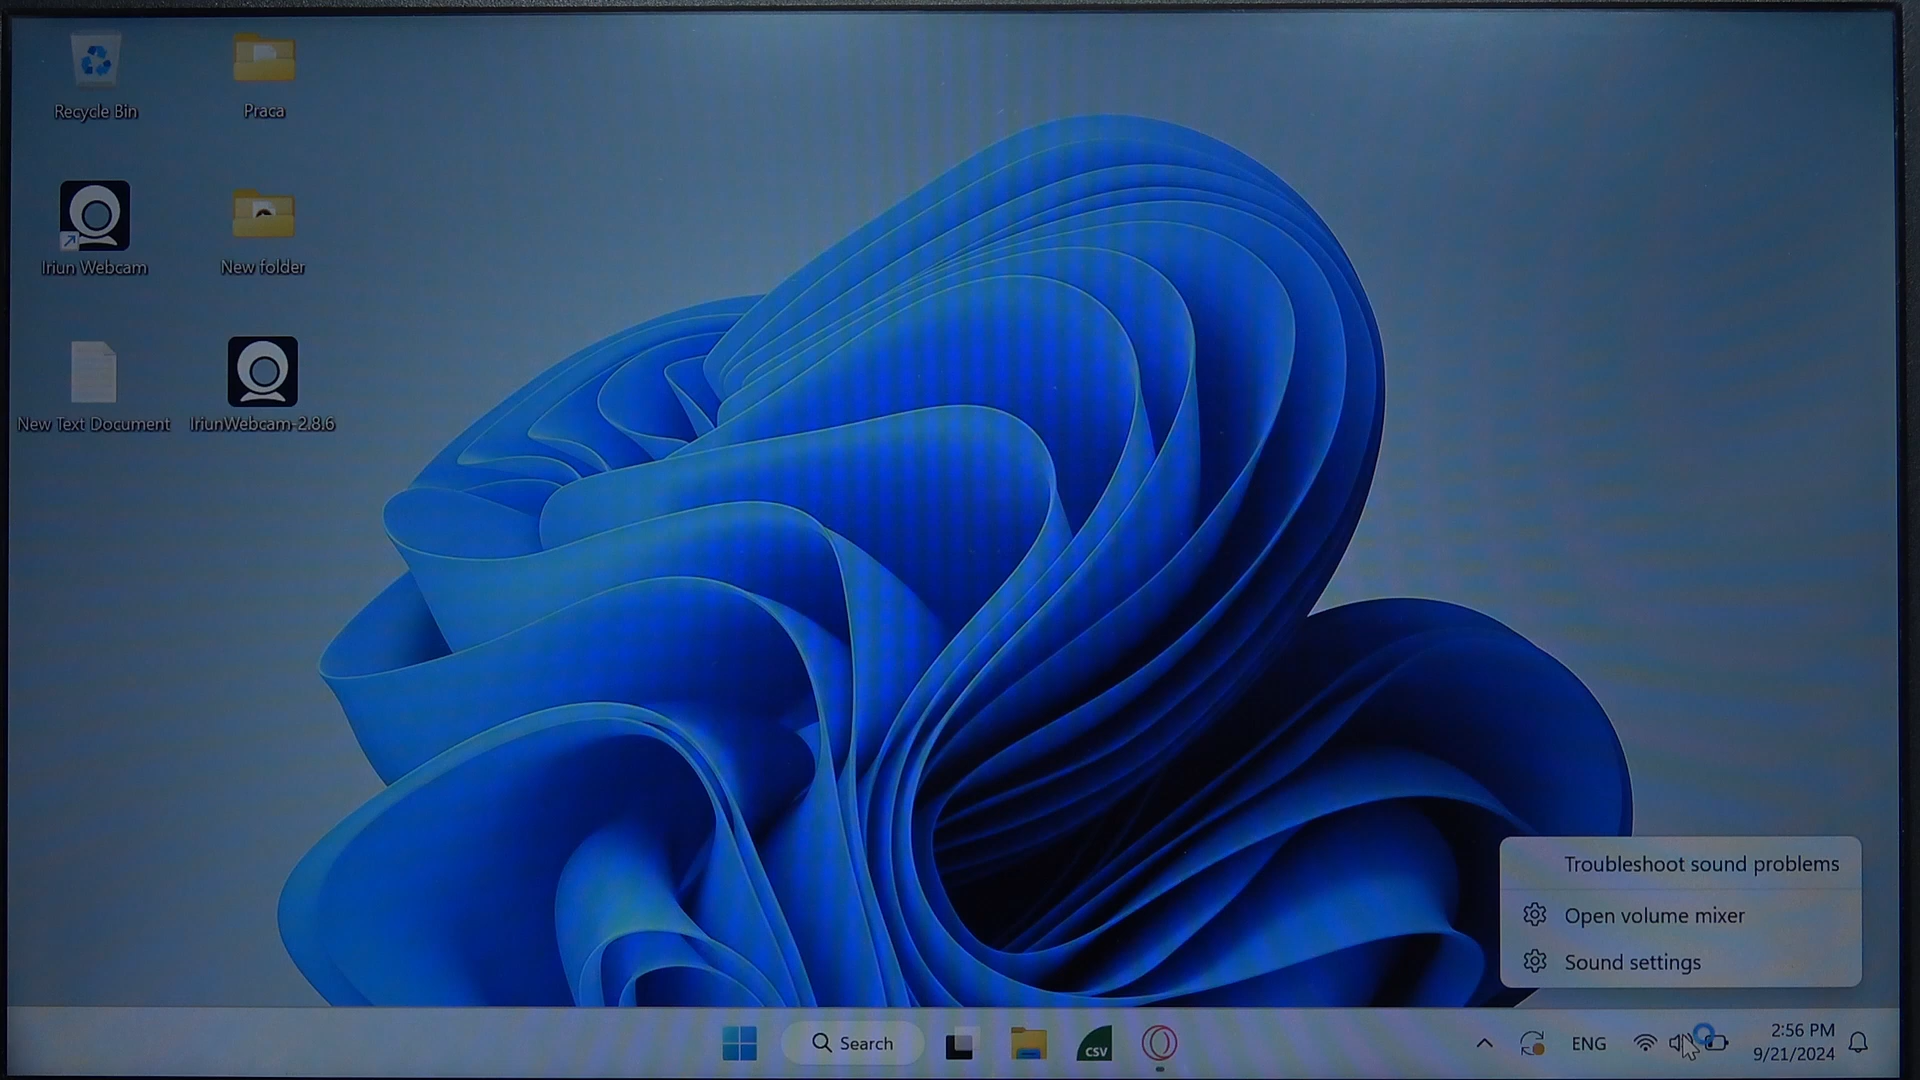 Recycle Bin
Praca
Iriun Webcam
New folder
New Text Document
IriunWebcam-2.8.6
Troubleshoot sound problems
Open volume mixer
Sound settings
Search
CSV
ENG
2:56 PM
9/21/2024